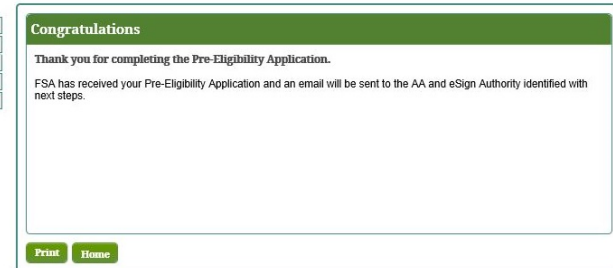 Congratulations
Thank you for completing the Pre-Eligibility Application.
FSA has received your Pre-Eligibility Application and an email will be sent to the AA and eSign Authority identified with
next steps.
Print Home